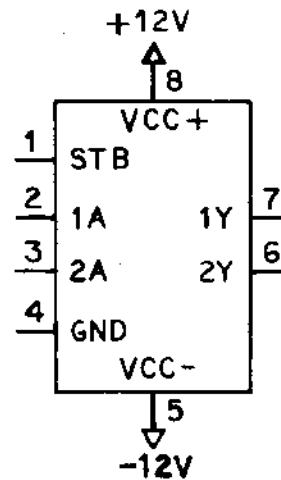 +12V
8
VCC+
1 STB
2 1A 1Y 7
3 2A 2Y 6
4 GND
VCC-
5
-12V